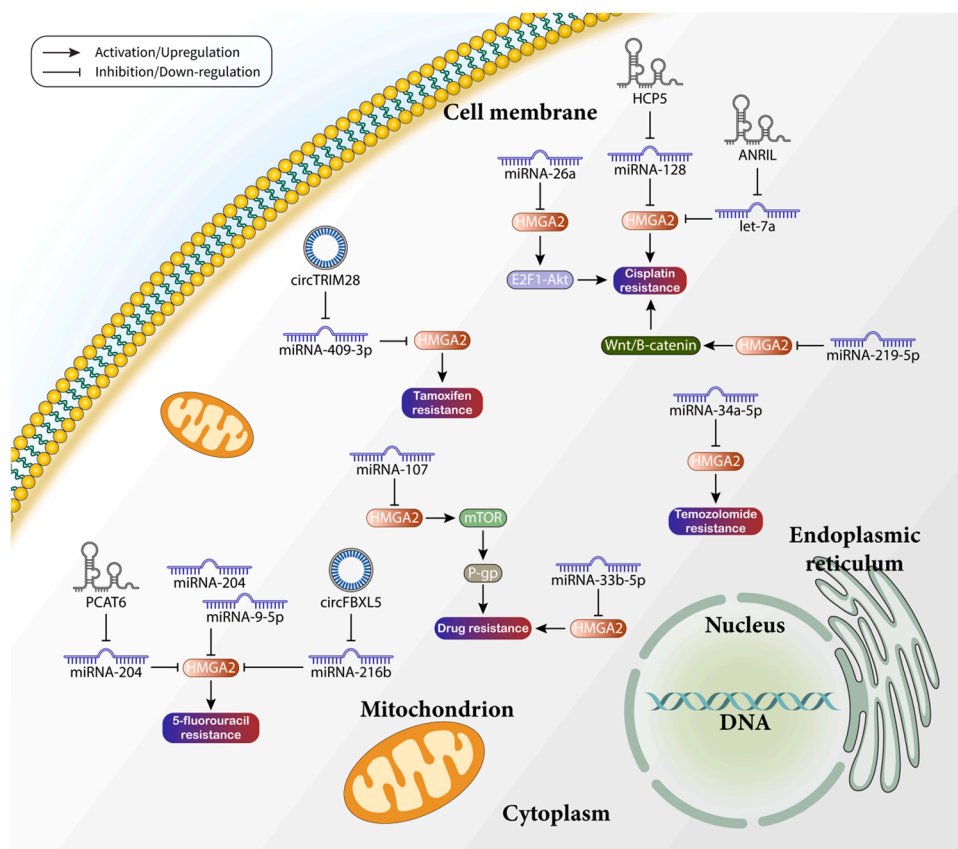 Activation/Upregulation
Inhibition/Down-regulation
Cell membrane
HCP5
ANRIL
miRNA-26a
miRNA-128
let-7a
HMGA2
HMGA2
E2F1-Akt
Cisplatin
resistance
circTRIM28
miRNA-409-3p
HMGA2
Tamoxifen
resistance
Wnt/B-catenin
HMGA2
miRNA-219-5p
miRNA-34a-5p
HMGA2
Temozolomide
resistance
miRNA-107
HMGA2
mTOR
P-gp
miRNA-33b-5p
Drug resistance
HMGA2
PCAT6
miRNA-204
miRNA-9-5p
circFBXL5
miRNA-204
HMGA2
miRNA-216b
5-fluorouracil
resistance
Endoplasmic
reticulum
Nucleus
DNA
Mitochondrion
Cytoplasm